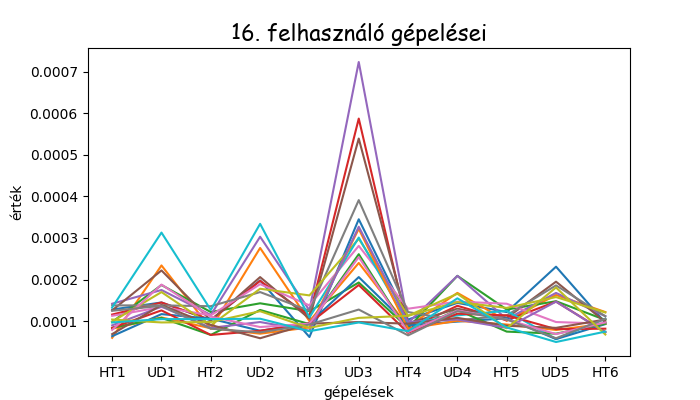 16. felhasználó gépelései
0.0007
0.0006
0.0005
0.0004
0.0003
0.0002
0.0001
érték
HT1 UD1 HT2 UD2 HT3 UD3 HT4 UD4 HT5 UD5 HT6
gépelések